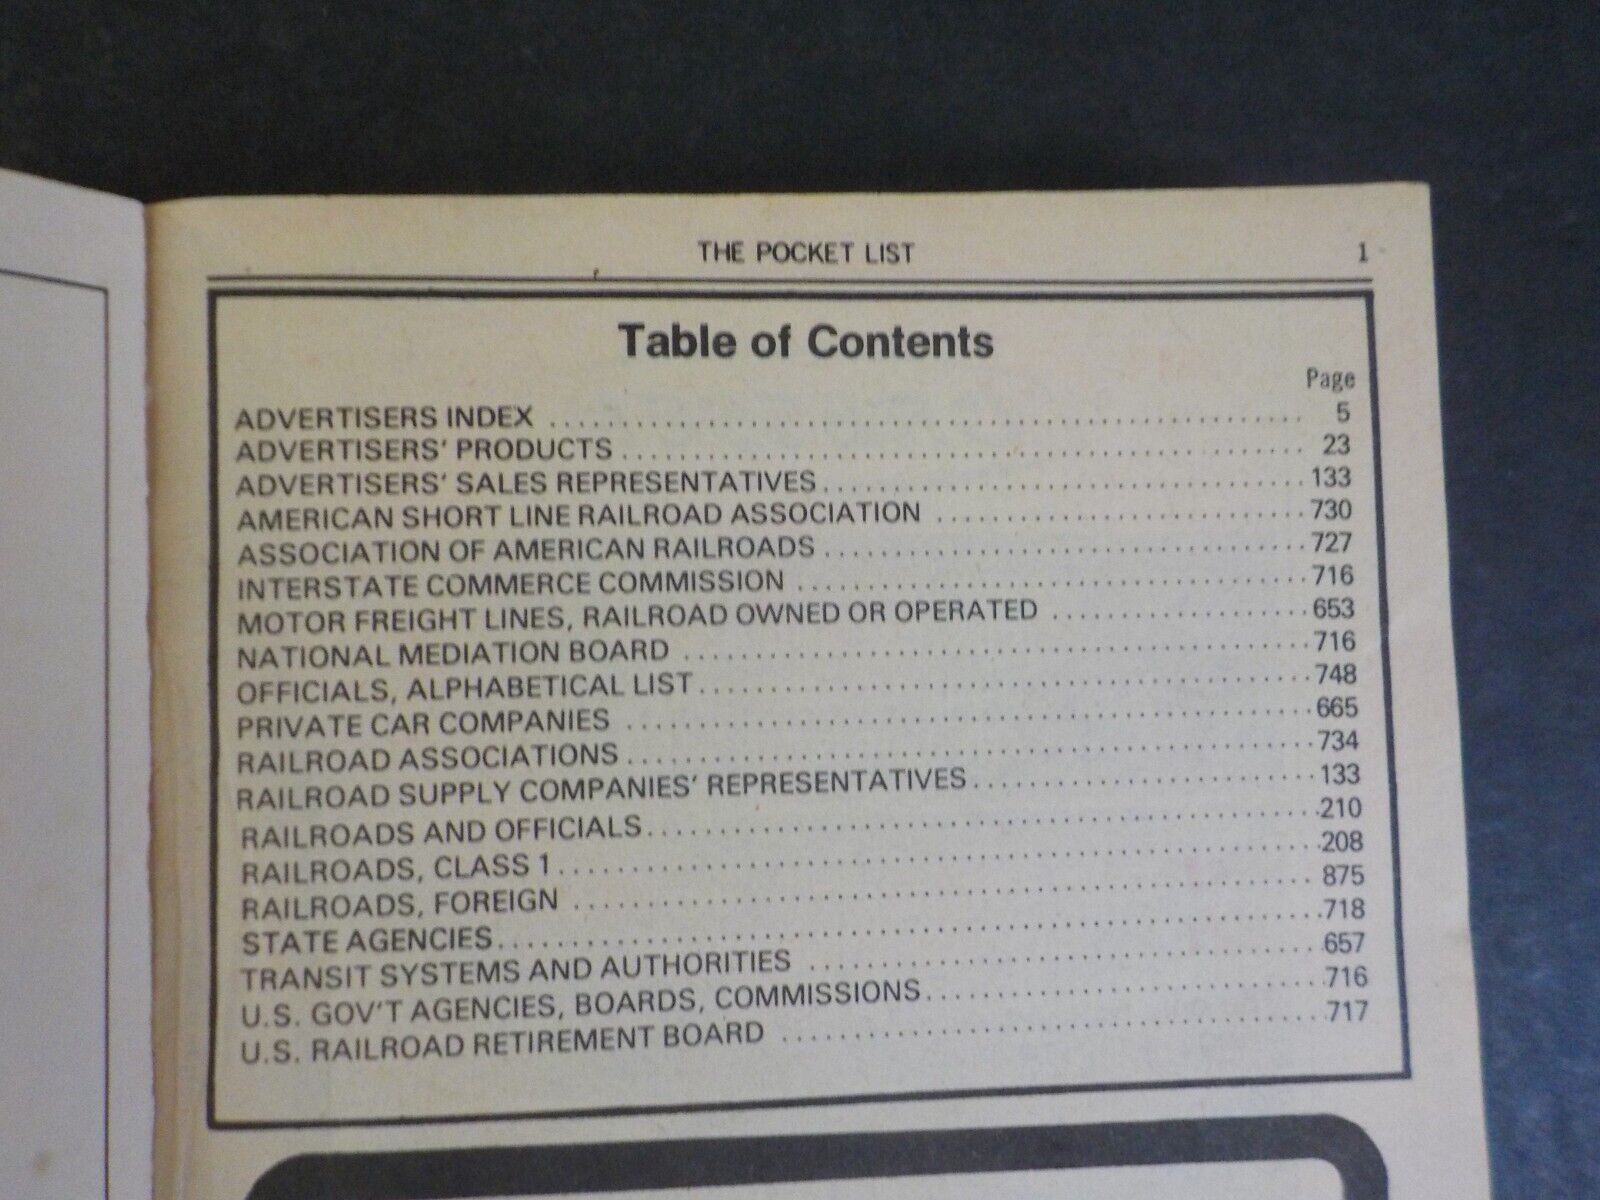 THE POCKET LIST 1
Table of Contents
Page
ADVERTISERS INDEX 5
ADVERTISERS' PRODUCTS 23
ADVERTISERS' SALES REPRESENTATIVES 133
AMERICAN SHORT LINE RAILROAD ASSOCIATION 730
ASSOCIATION OF AMERICAN RAILROADS 727
INTERSTATE COMMERCE COMMISSION 716
MOTOR FREIGHT LINES, RAILROAD OWNED OR OPERATED 653
NATIONAL MEDIATION BOARD 716
OFFICIALS, ALPHABETICAL LIST 748
PRIVATE CAR COMPANIES 665
RAILROAD ASSOCIATIONS 734
RAILROAD SUPPLY COMPANIES' REPRESENTATIVES 133
RAILROADS AND OFFICIALS 210
RAILROADS, CLASS 1 208
RAILROADS, FOREIGN 875
STATE AGENCIES 718
TRANSIT SYSTEMS AND AUTHORITIES 657
U.S. GOV'T AGENCIES, BOARDS, COMMISSIONS 716
U.S. RAILROAD RETIREMENT BOARD 717